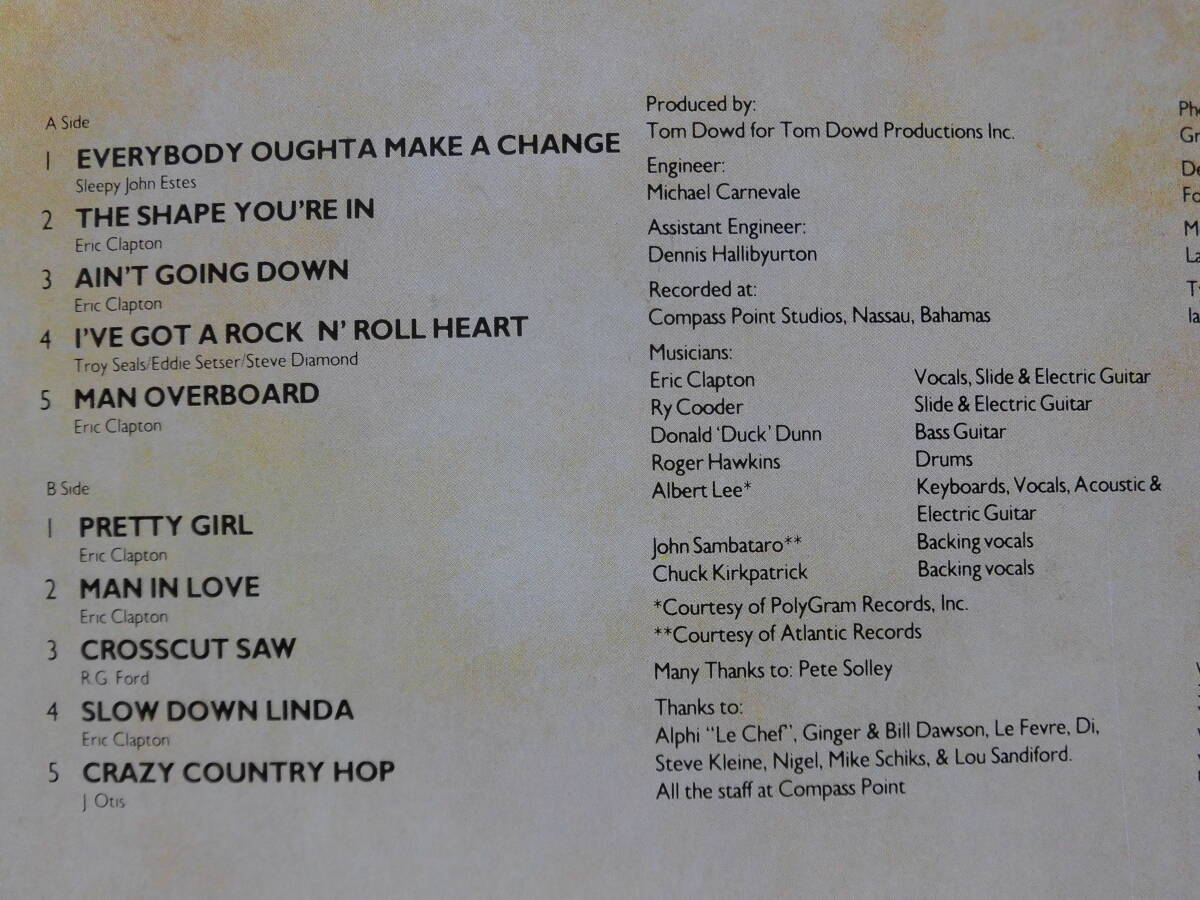 A Side
1 EVERYBODY OUGHTA MAKE A CHANGE
Sleepy John Estes
2 THE SHAPE YOU'RE IN
Eric Clapton
3 AIN'T GOING DOWN
Eric Clapton
4 I'VE GOT A ROCK N' ROLL HEART
Troy Seals/Eddie Setser/Steve Diamond
5 MAN OVERBOARD
Eric Clapton
B Side
1 PRETTY GIRL
Eric Clapton
2 MAN IN LOVE
Eric Clapton
3 CROSSCUT SAW
R.G. Ford
4 SLOW DOWN LINDA
Eric Clapton
5 CRAZY COUNTRY HOP
J. Otis
Produced by:
Tom Dowd for Tom Dowd Productions Inc.
Engineer:
Michael Carnevale
Assistant Engineer:
Dennis Hallibyurton
Recorded at:
Compass Point Studios, Nassau, Bahamas
Musicians:
Eric Clapton Vocals, Slide & Electric Guitar
Ry Cooder Slide & Electric Guitar
Donald 'Duck' Dunn Bass Guitar
Roger Hawkins Drums
Albert Lee* Keyboards, Vocals, Acoustic &
Electric Guitar
John Sambataro** Backing vocals
Chuck Kirkpatrick Backing vocals
*Courtesy of PolyGram Records, Inc.
**Courtesy of Atlantic Records
Many Thanks to: Pete Solley
Thanks to:
Alphi "Le Chef", Ginger & Bill Dawson, Le Fevre, Di,
Steve Kleine, Nigel, Mike Schiks, & Lou Sandiford.
All the staff at Compass Point